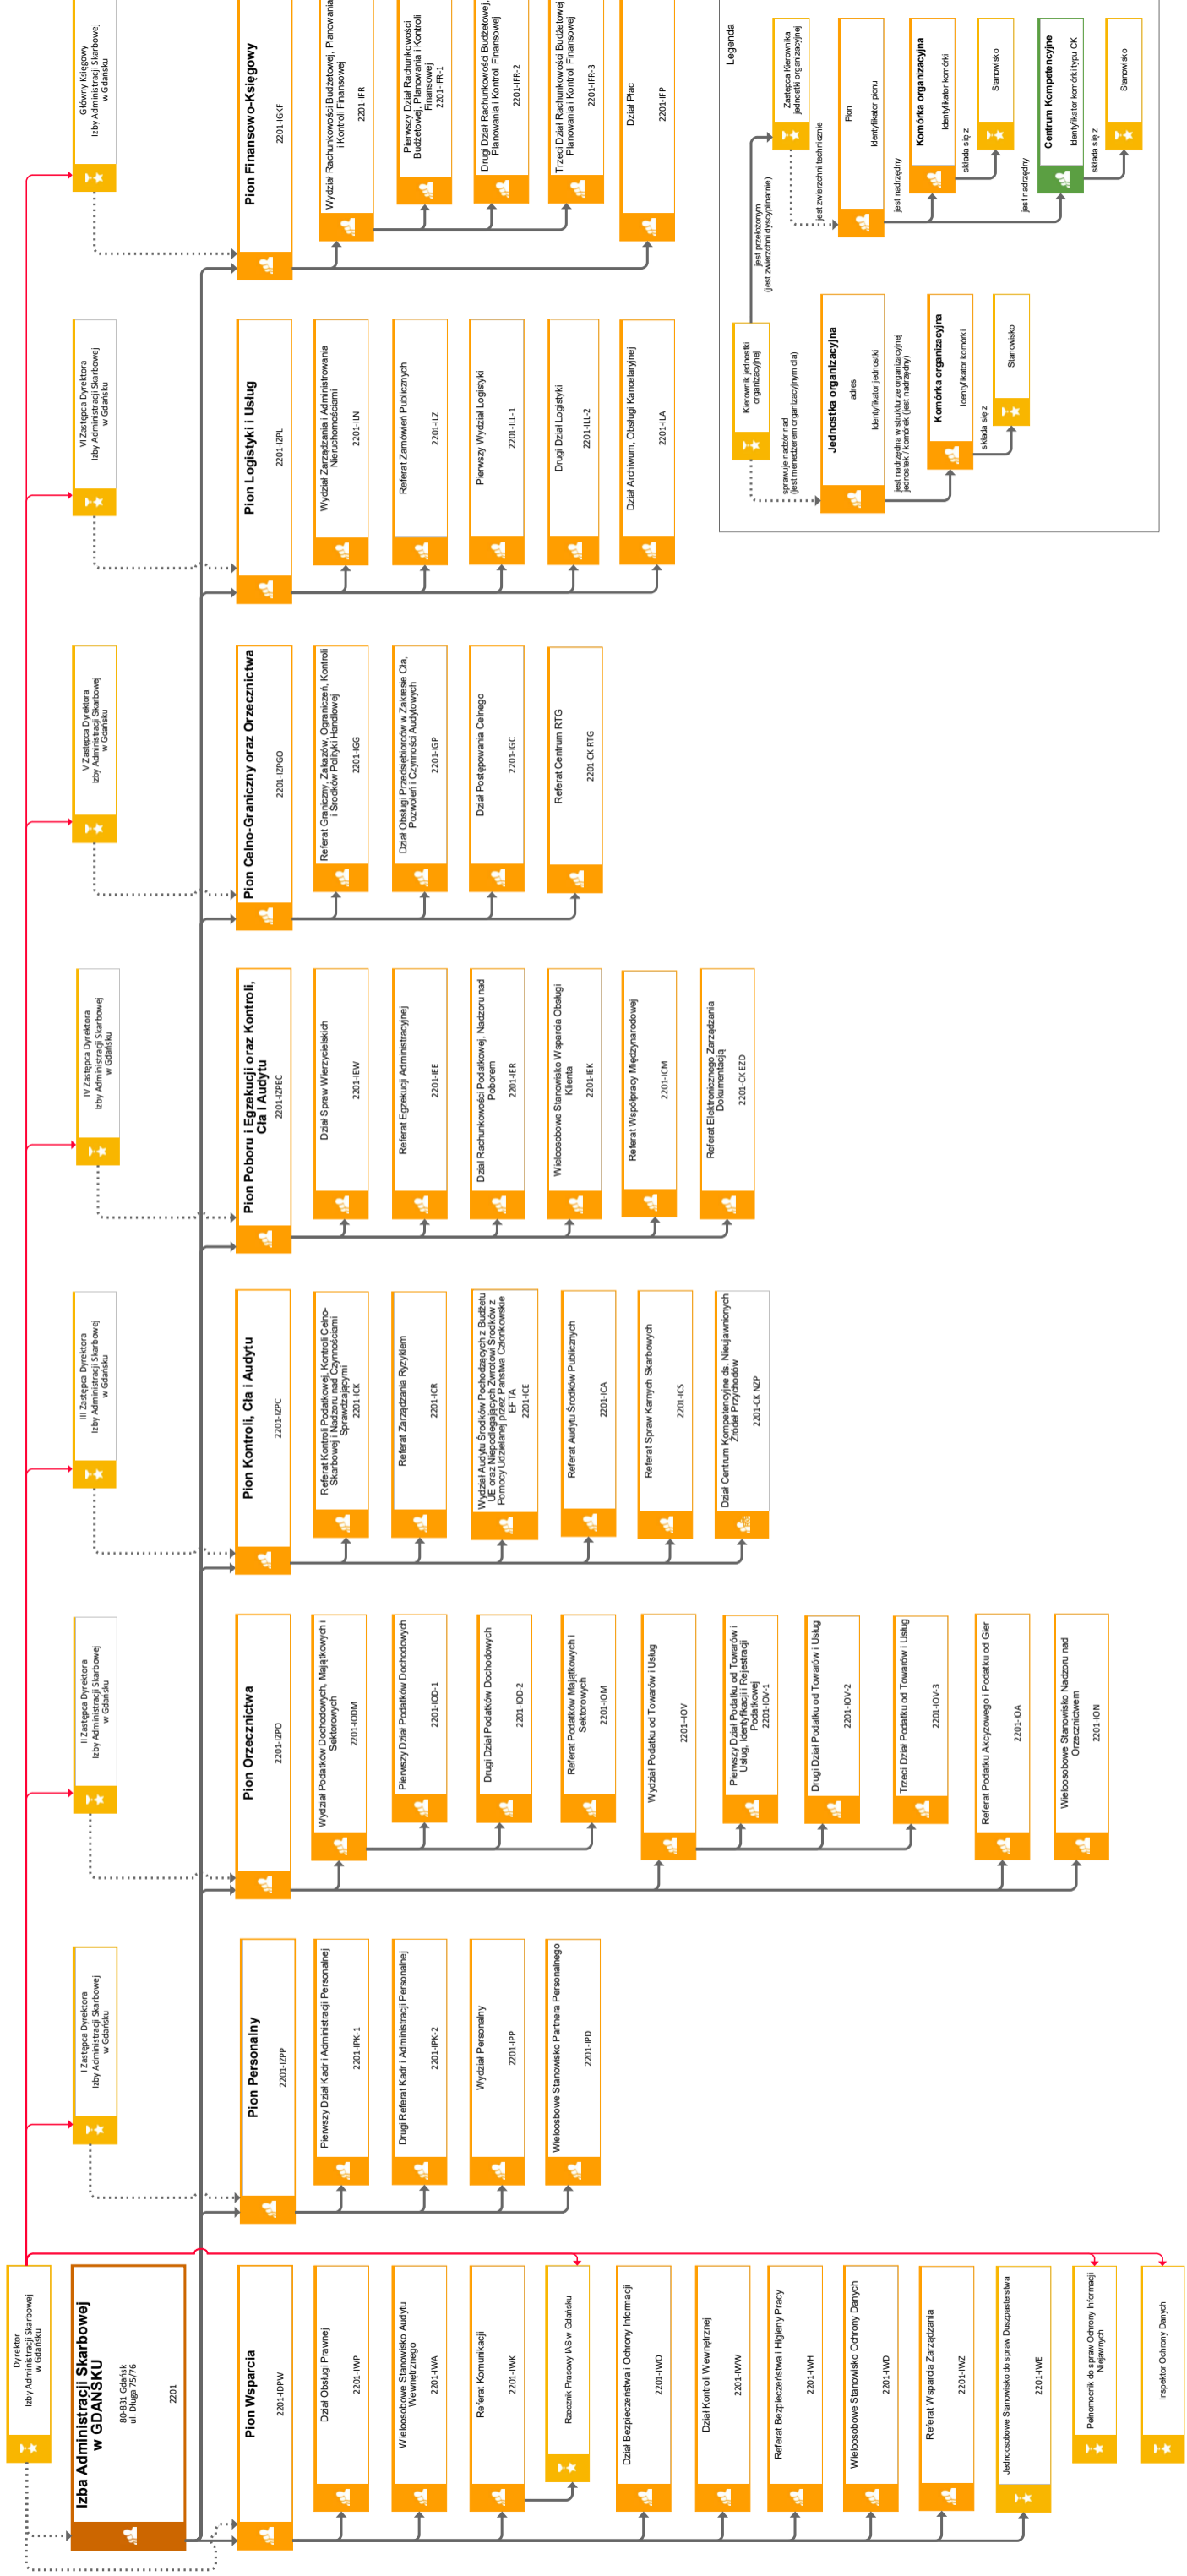 Dyrektor
Izby Administracji Skarbowej
w Gdańsku
Izba Administracji Skarbowej
w GDAŃSKU
80-831 Gdańsk
ul. Długa 75/76
2201
Pion Wsparcia
2201-IDPW
Dział Obsługi Prawnej
2201-IWP
Wieloosobowe Stanowisko Audytu
Wewnętrznego
2201-IWA
Referat Komunikacji
2201-IWK
Rzecznik Prasowy IAS w Gdańsku
Dział Bezpieczeństwa i Ochrony Informacji
2201-IWO
Dział Kontroli Wewnętrznej
2201-IWW
Referat Bezpieczeństwa i Higieny Pracy
2201-IWH
Wieloosobowe Stanowisko Ochrony Danych
2201-IWD
Referat Wsparcia Zarządzania
2201-IWZ
Jednoosobowe Stanowisko do spraw Duszpasterstwa
2201-IWE
Pełnomocnik do spraw Ochrony Informacji
Niejawnych
Inspektor Ochrony Danych
I Zastępca Dyrektora
Izby Administracji Skarbowej
w Gdańsku
Pion Personalny
2201-IZPP
Pierwszy Dział Kadr i Administracji Personalnej
2201-IPK-1
Drugi Referat Kadr i Administracji Personalnej
2201-IPK-2
Wydział Personalny
2201-IPP
Wieloosbowe Stanowisko Partnera Personalnego
2201-IPD
II Zastępca Dyrektora
Izby Administracji Skarbowej
w Gdańsku
Pion Orzecznictwa
2201-IZPO
Wydział Podatków Dochodowych, Majątkowych i
Sektorowych
2201-IODM
Pierwszy Dział Podatków Dochodowych
2201-IOD-1
Drugi Dział Podatków Dochodowych
2201-IOD-2
Referat Podatków Majątkowych i
Sektorowych
2201-IOM
Wydział Podatku od Towarów i Usług
2201-IOV
Pierwszy Dział Podatku od Towarów i
Usług, Identyfikacji i Rejestracji
Podatkowej
2201-IOV-1
Drugi Dział Podatku od Towarów i Usług
2201-IOV-2
Trzeci Dział Podatku od Towarów i Usług
2201-IOV-3
Referat Podatku Akcyzowego i Podatku od Gier
2201-IOA
Wieloosobowe Stanowisko Nadzoru nad
Orzecznictwem
2201-ION
III Zastępca Dyrektora
Izby Administracji Skarbowej
w Gdańsku
Pion Kontroli, Cła i Audytu
2201-IZPC
Referat Kontroli Podatkowej, Kontroli Celno-
Skarbowej i Nadzoru nad Czynnościami
Sprawdzającymi
2201-ICK
Referat Zarządzania Ryzykiem
2201-ICR
Wydział Audytu Środków Pochodzących z Budżetu
UE oraz Niepodlegających Zwrotowi Środków z
Pomocy Udzielanej przez Państwa Członkowskie
EFTA
2201-ICE
Referat Audytu Środków Publicznych
2201-ICA
Referat Spraw Karnych Skarbowych
2201-ICS
Dział Centrum Kompetencyjne ds. Nieujawnionych
Źródeł Przychodów
2201-CK NZP
IV Zastępca Dyrektora
Izby Administracji Skarbowej
w Gdańsku
Pion Poboru i Egzekucji oraz Kontroli,
Cła i Audytu
2201-IZPEC
Dział Spraw Wierzycielskich
2201-IEW
Referat Egzekucji Administracyjnej
2201-IEE
Dział Rachunkowości Podatkowej, Nadzoru nad
Poborem
2201-IER
Wieloosobowe Stanowisko Wsparcia Obsługi
Klienta
2201-IEK
Referat Współpracy Międzynarodowej
2201-ICM
Referat Elektronicznego Zarządzania
Dokumentacją
2201-CK EZD
V Zastępca Dyrektora
Izby Administracji Skarbowej
w Gdańsku
Pion Celno-Graniczny oraz Orzecznictwa
2201-IZPGO
Referat Graniczny, Zakazów, Ograniczeń, Kontroli
i Środków Polityki Handlowej
2201-IGG
Dział Obsługi Przedsiębiorców w Zakresie Cła,
Pozwoleń i Czynności Audytowych
2201-IGP
Dział Postępowania Celnego
2201-IGC
Referat Centrum RTG
2201-CK RTG
VI Zastępca Dyrektora
Izby Administracji Skarbowej
w Gdańsku
Pion Logistyki i Usług
2201-IZPL
Wydział Zarządzania i Administrowania
Nieruchomościami
2201-ILN
Referat Zamówień Publicznych
2201-ILZ
Pierwszy Wydział Logistyki
2201-ILL-1
Drugi Dział Logistyki
2201-ILL-2
Dział Archiwum, Obsługi Kancelaryjnej
2201-ILA
Główny Księgowy
Izby Administracji Skarbowej
w Gdańsku
Pion Finansowo-Księgowy
2201-IGKF
Wydział Rachunkowości Budżetowej, Planowania
i Kontroli Finansowej
2201-IFR
Pierwszy Dział Rachunkowości
Budżetowej, Planowania i Kontroli
Finansowej
2201-IFR-1
Drugi Dział Rachunkowości Budżetowej,
Planowania i Kontroli Finansowej
2201-IFR-2
Trzeci Dział Rachunkowości Budżetowej
Planowania i Kontroli Finansowej
2201-IFR-3
Dział Płac
2201-IFP
Legenda
Kierownik jednostki
organizacyjnej
jest przełożonym
(jest zwierzchni dyscyplinarnie)
Zastępca Kierownika
jednostki organizacyjnej
sprawuje nadzór nad
(jest menedżerem organizacyjnym dla)
jest zwierzchni technicznie
Jednostka organizacyjna
adres
Identyfikator jednostki
Pion
Identyfikator pionu
jest nadrzędna w strukturze organizacyjnej
jednostek / komórek (jest nadrzędny)
jest nadrzędny
Komórka organizacyjna
Identyfikator komórki
Komórka organizacyjna
Identyfikator komórki
składa się z
składa się z
Stanowisko
Stanowisko
jest nadrzędny
Centrum Kompetencyjne
Identyfikator komórki typu CK
składa się z
Stanowisko